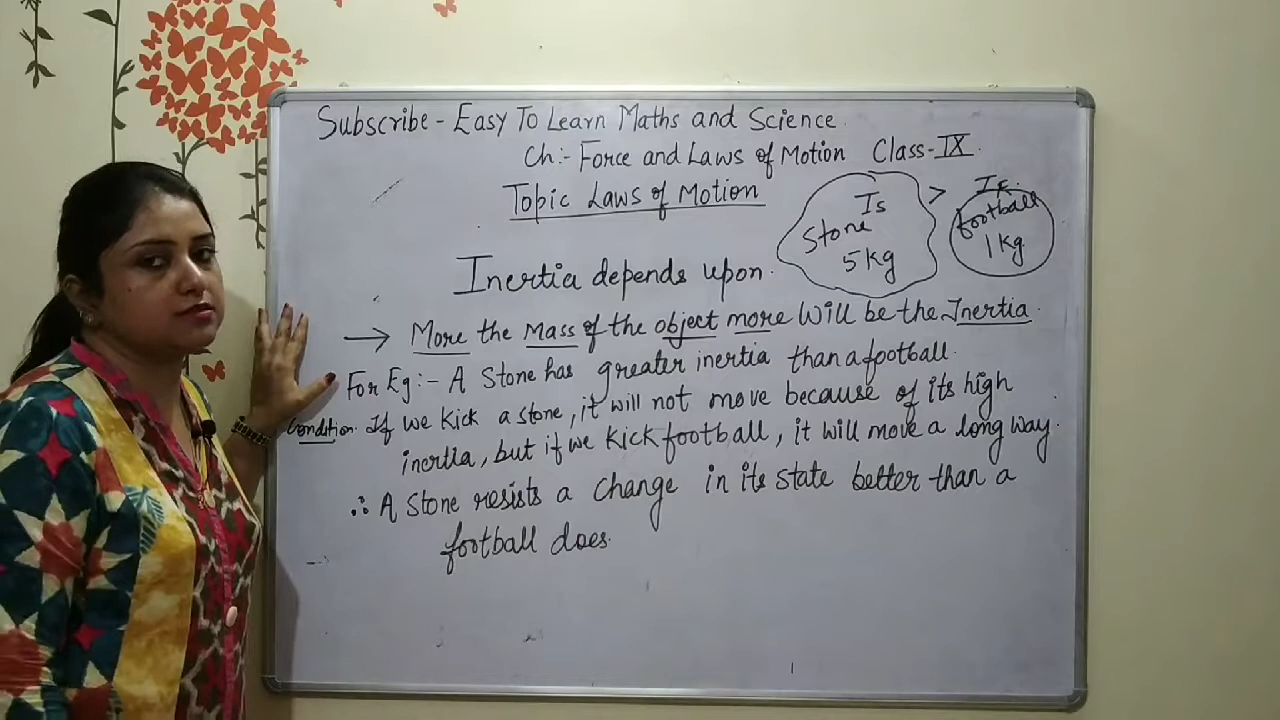 Subscribe - Easy To Learn Maths and Science.
Ch:- Force and Laws of Motion Class-IX
Topic Laws of Motion
Is > If
Stone football
5 kg 1 kg
Inertia depends upon.
→ More the Mass of the object more will be the Inertia.
For Eg:- A Stone has greater inertia than a football.
Condition. If we kick a stone, it will not move because of its high
inertia, but if we kick football, it will move a long way.
∴ A Stone resists a change in its state better than a
football does.